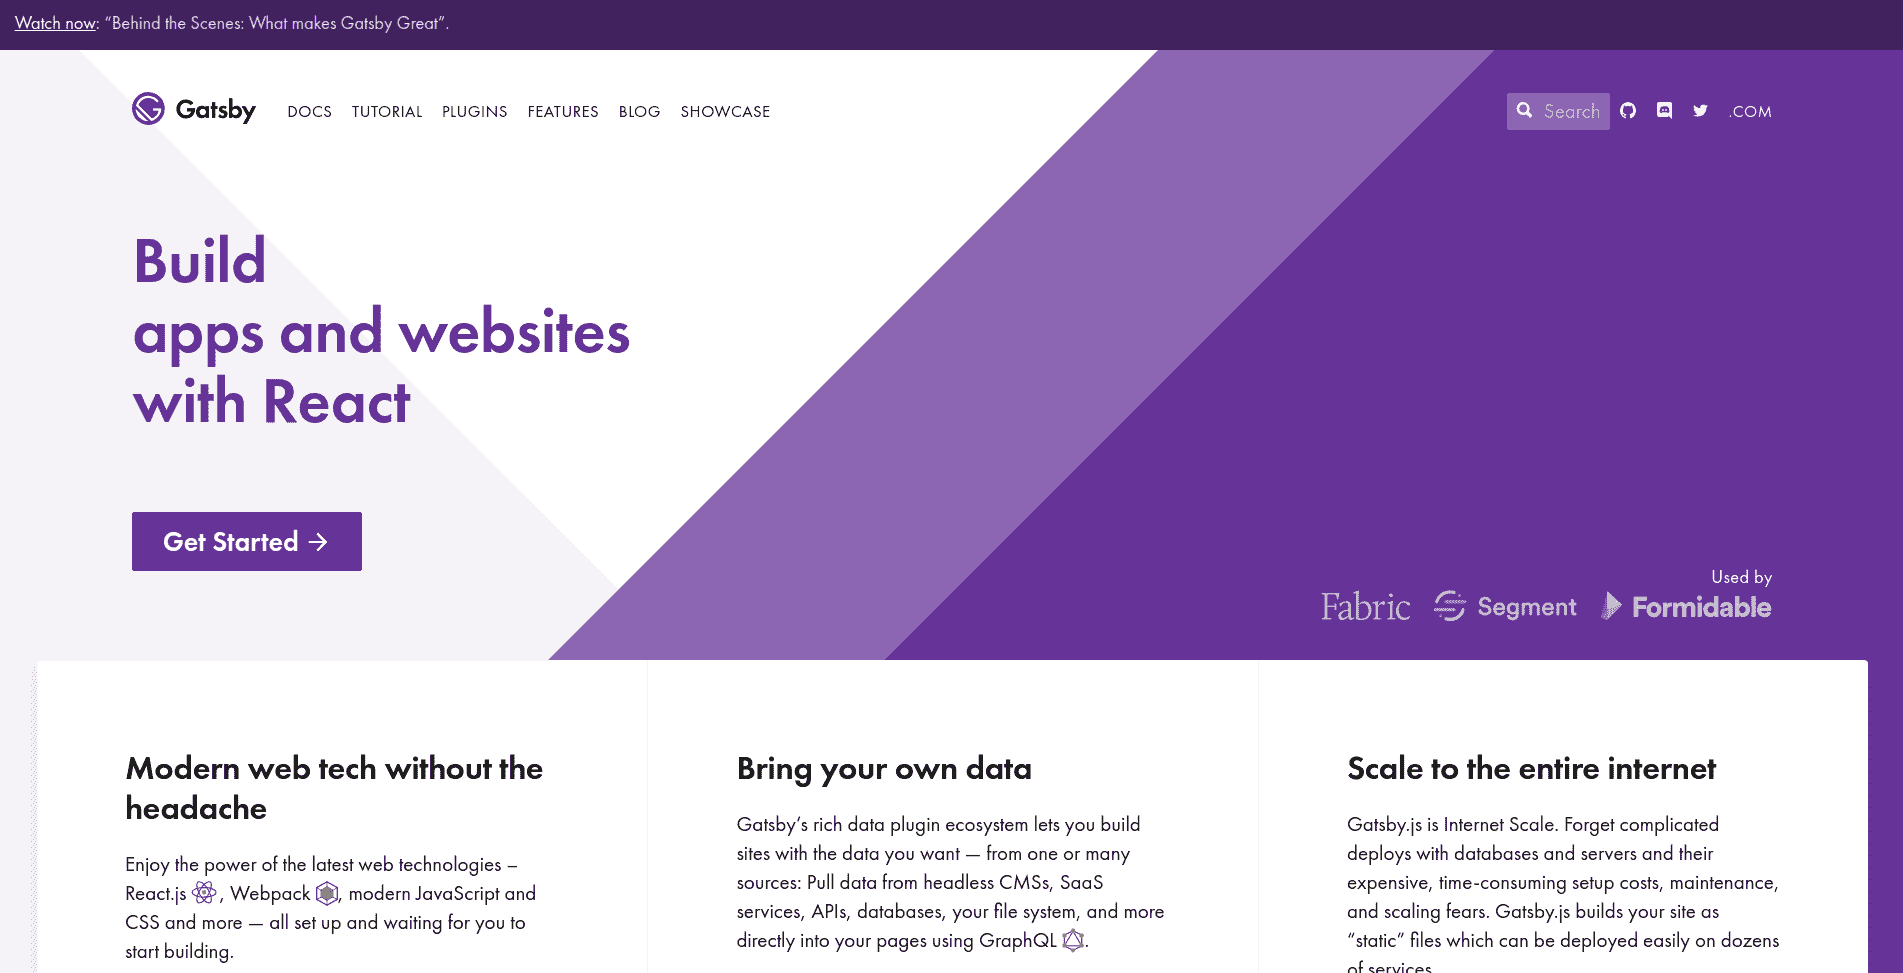 Watch now: “Behind the Scenes: What makes Gatsby Great”.
Gatsby DOCS TUTORIAL PLUGINS FEATURES BLOG SHOWCASE Search .COM
Build
apps and websites
with React
Get Started →
Used by
Fabric Segment Formidable
Modern web tech without the
headache
Enjoy the power of the latest web technologies –
React.js , Webpack , modern JavaScript and
CSS and more — all set up and waiting for you to
start building.
Bring your own data
Gatsby’s rich data plugin ecosystem lets you build
sites with the data you want — from one or many
sources: Pull data from headless CMSs, SaaS
services, APIs, databases, your file system, and more
directly into your pages using GraphQL .
Scale to the entire internet
Gatsby.js is Internet Scale. Forget complicated
deploys with databases and servers and their
expensive, time-consuming setup costs, maintenance,
and scaling fears. Gatsby.js builds your site as
“static” files which can be deployed easily on dozens
of services.